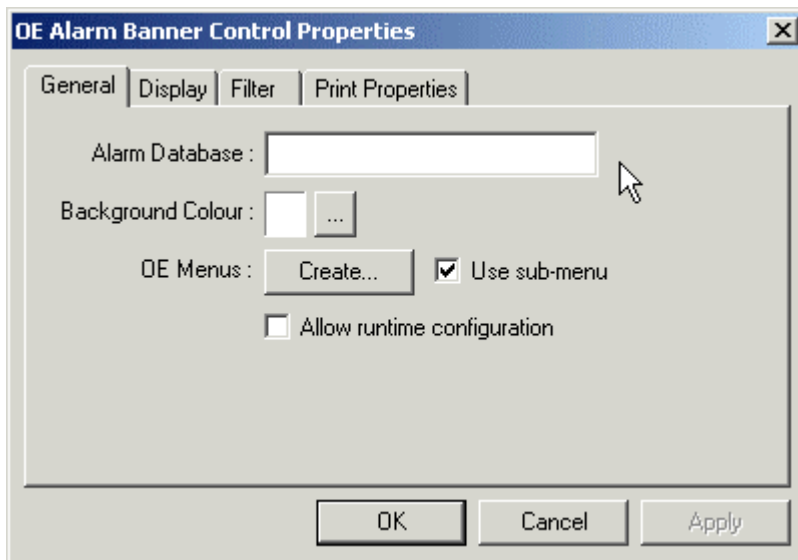 OE Alarm Banner Control Properties
General Display Filter Print Properties
Alarm Database :
Background Colour : ...
OE Menus : Create... Use sub-menu
Allow runtime configuration
OK Cancel Apply